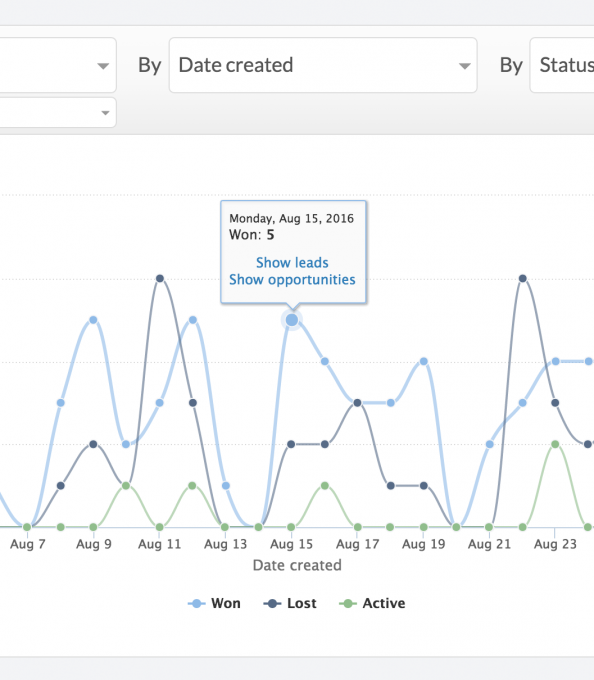 By Date created By Status
Monday, Aug 15, 2016
Won: 5
Show leads
Show opportunities
Aug 7 Aug 9 Aug 11 Aug 13 Aug 15 Aug 17 Aug 19 Aug 21 Aug 23
Date created
Won Lost Active